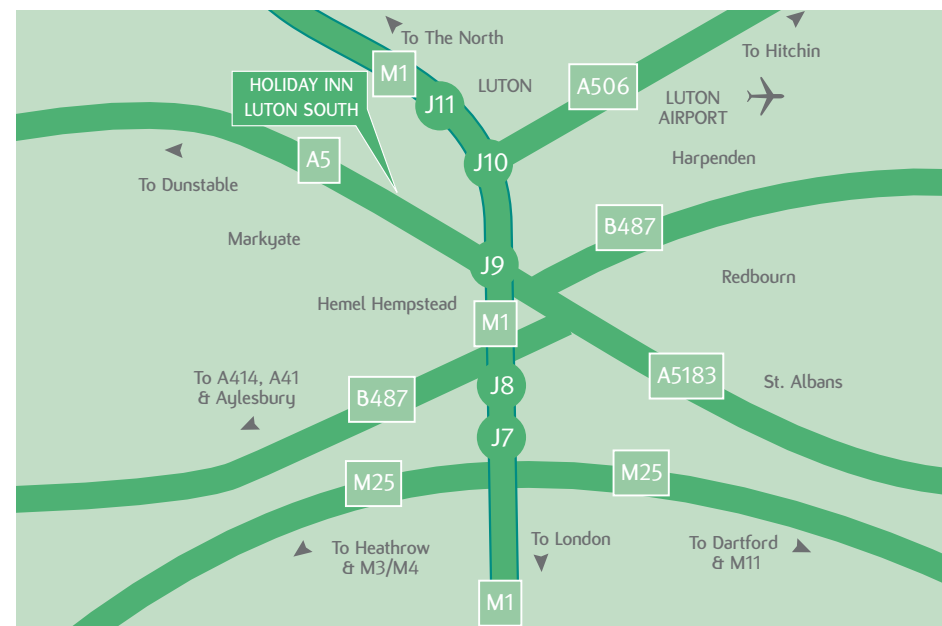 To The North
To Hitchin
M1
HOLIDAY INN
LUTON SOUTH
LUTON
A506
J11
LUTON
AIRPORT
J10
A5
Harpenden
To Dunstable
B487
Markyate
J9
Redbourn
Hemel Hempstead
M1
To A414, A41
& Aylesbury
B487
J8
A5183
St. Albans
J7
M25
M25
To Heathrow
& M3/M4
To London
To Dartford
& M11
M1